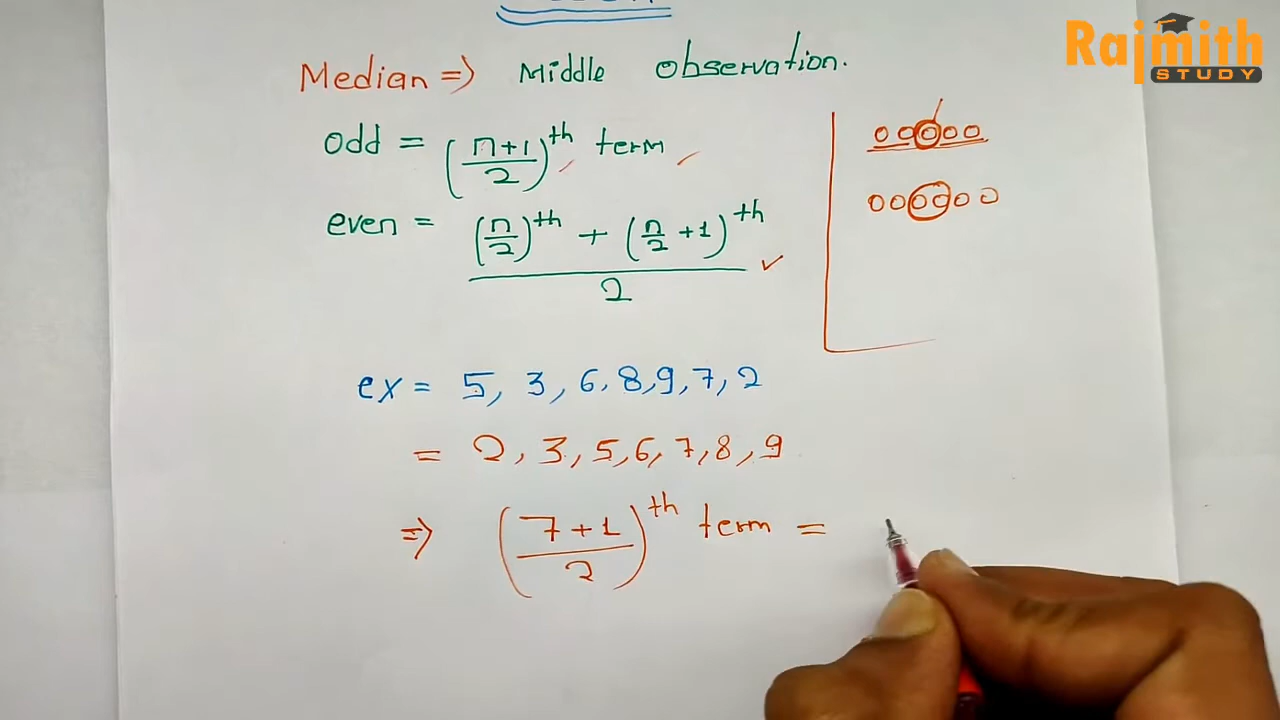 Rajmith
STUDY
Median => Middle observation.
odd = (n+1/2)th term
even = (n/2)th + (n/2 + 1)th / 2
ex = 5, 3, 6, 8, 9, 7, 2
= 2, 3, 5, 6, 7, 8, 9
=> (7+1/2)th term =